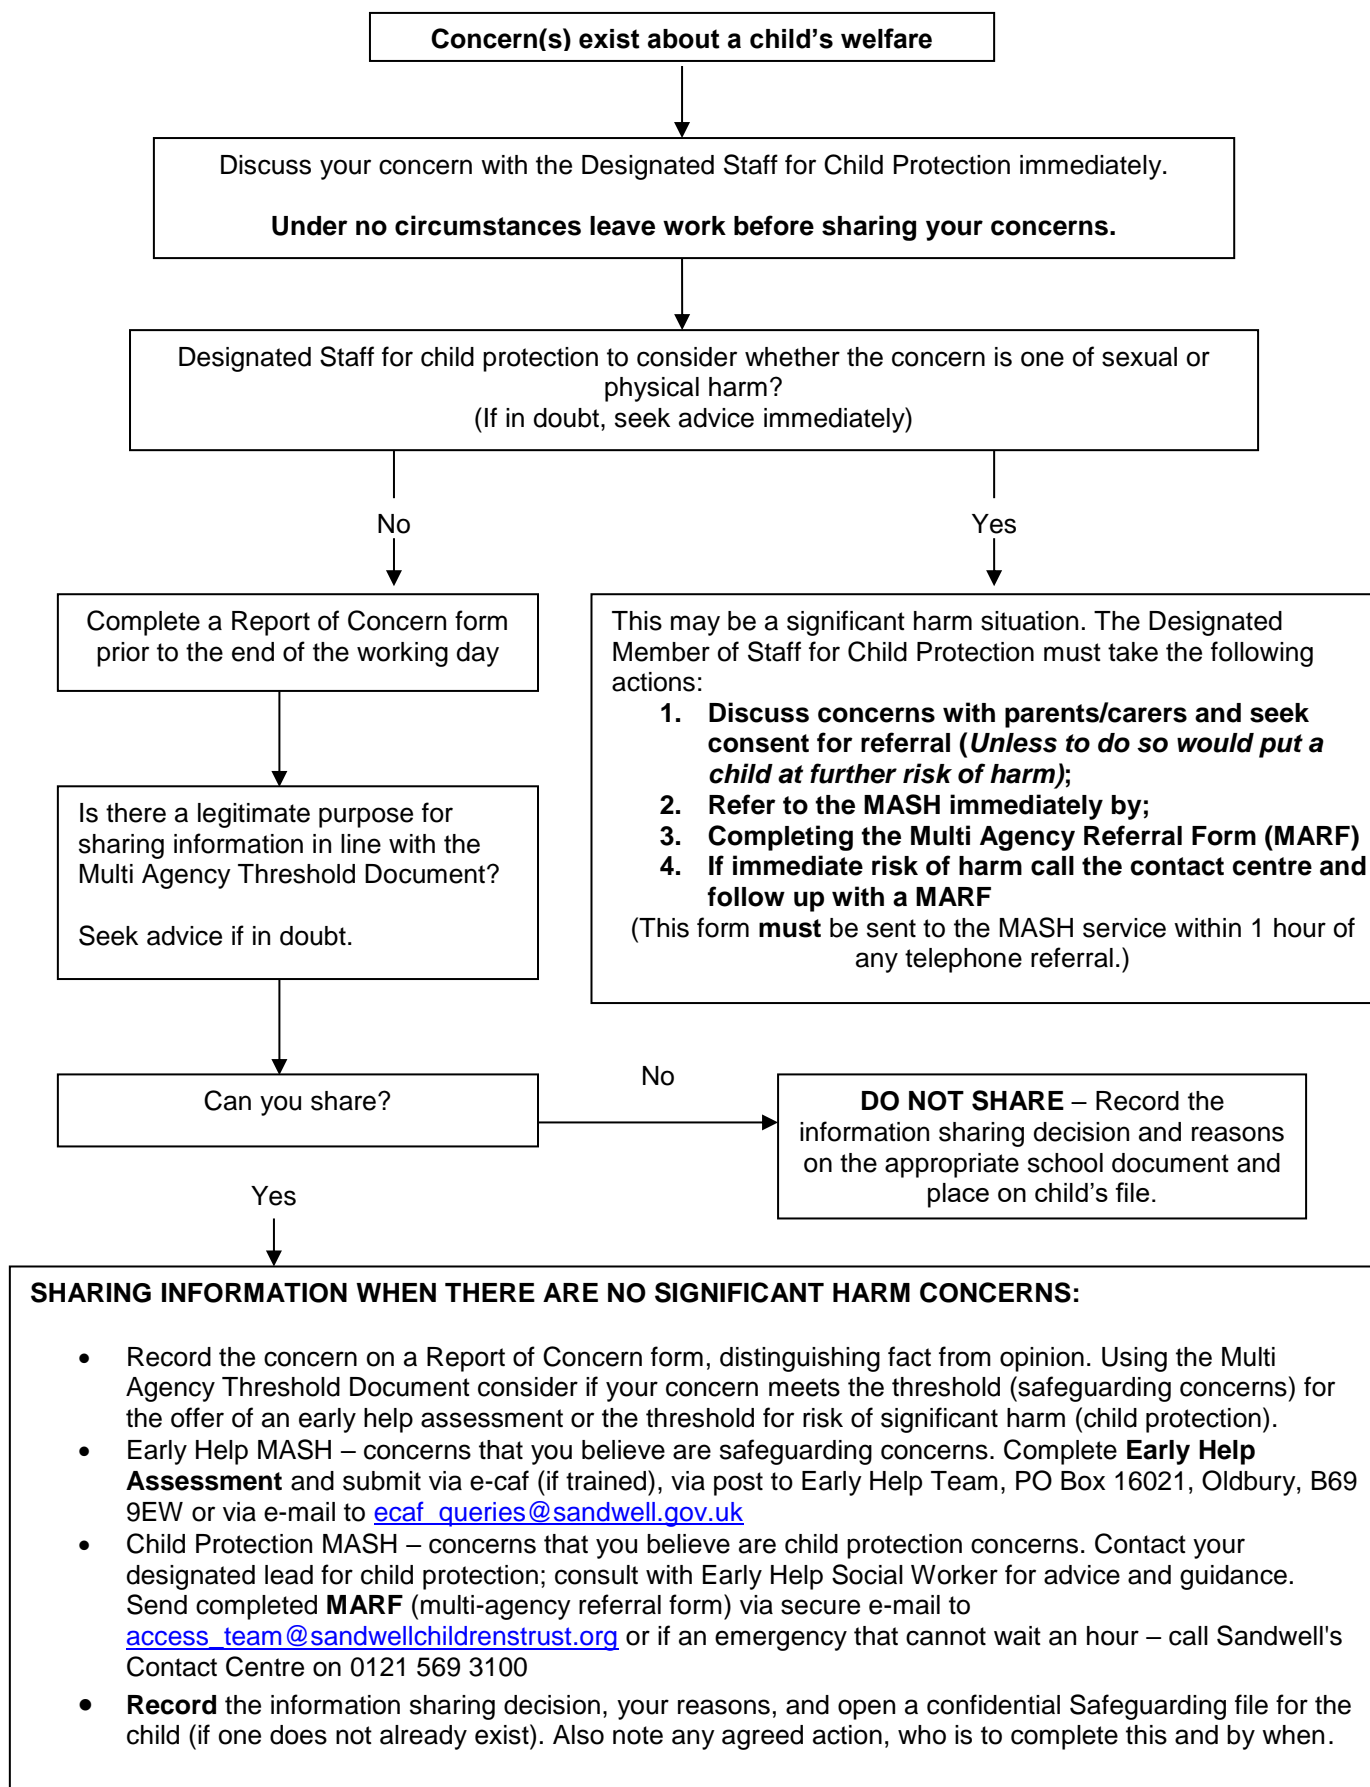 Concern(s) exist about a child’s welfare
Discuss your concern with the Designated Staff for Child Protection immediately.
Under no circumstances leave work before sharing your concerns.
Designated Staff for child protection to consider whether the concern is one of sexual or
physical harm?
(If in doubt, seek advice immediately)
No
Yes
Complete a Report of Concern form
prior to the end of the working day
This may be a significant harm situation. The Designated
Member of Staff for Child Protection must take the following
actions:
1. Discuss concerns with parents/carers and seek
consent for referral (Unless to do so would put a
child at further risk of harm);
2. Refer to the MASH immediately by;
3. Completing the Multi Agency Referral Form (MARF)
4. If immediate risk of harm call the contact centre and
follow up with a MARF
(This form must be sent to the MASH service within 1 hour of
any telephone referral.)
Is there a legitimate purpose for
sharing information in line with the
Multi Agency Threshold Document?
Seek advice if in doubt.
Can you share?
No
DO NOT SHARE – Record the
information sharing decision and reasons
on the appropriate school document and
place on child’s file.
Yes
SHARING INFORMATION WHEN THERE ARE NO SIGNIFICANT HARM CONCERNS:
• Record the concern on a Report of Concern form, distinguishing fact from opinion. Using the Multi
Agency Threshold Document consider if your concern meets the threshold (safeguarding concerns) for
the offer of an early help assessment or the threshold for risk of significant harm (child protection).
• Early Help MASH – concerns that you believe are safeguarding concerns. Complete Early Help
Assessment and submit via e-caf (if trained), via post to Early Help Team, PO Box 16021, Oldbury, B69
9EW or via e-mail to ecaf_queries@sandwell.gov.uk
• Child Protection MASH – concerns that you believe are child protection concerns. Contact your
designated lead for child protection; consult with Early Help Social Worker for advice and guidance.
Send completed MARF (multi-agency referral form) via secure e-mail to
access_team@sandwellchildrenstrust.org or if an emergency that cannot wait an hour – call Sandwell's
Contact Centre on 0121 569 3100
• Record the information sharing decision, your reasons, and open a confidential Safeguarding file for the
child (if one does not already exist). Also note any agreed action, who is to complete this and by when.